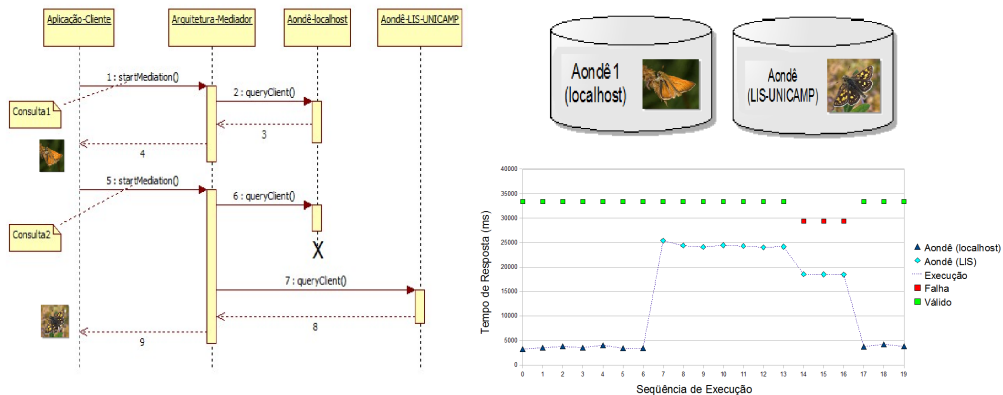 Aplicação-Cliente
Arquitetura-Mediador
Aondê-localhost
Aondê-LIS-UNICAMP
1 : startMediation()
2 : queryClient()
Consulta1
3
4
5 : startMediation()
6 : queryClient()
Consulta2
X
7 : queryClient()
8
9
Aondê1
(localhost)
Aondê
(LIS-UNICAMP)
Tempo de Resposta (ms)
40000
35000
30000
25000
20000
15000
10000
5000
0
0 1 2 3 4 5 6 7 8 9 10 11 12 13 14 15 16 17 18 19
Seqüência de Execução
Aondê (localhost)
Aondê (LIS)
Execução
Falha
Válido